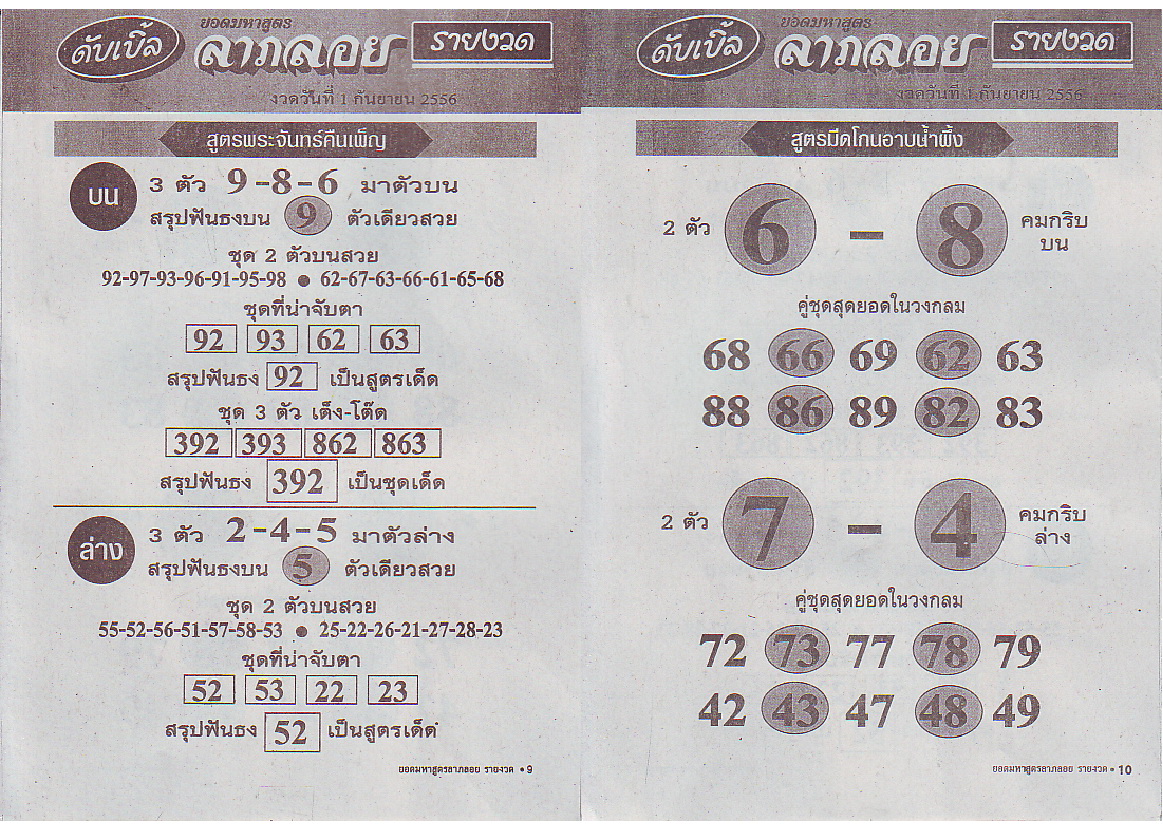 ดับเบิ้ล
ยอดมหาสูตร
ลาภลอย
รายงวด
งวดวันที่ 1 กันยายน 2556
สูตรพระจันทร์คืนเพ็ญ
บน
3 ตัว 9-8-6 มาตัวบน
สรุปฟันธงบน 9 ตัวเดียวสวย
ชุด 2 ตัวบนสวย
92-97-93-96-91-95-98 ● 62-67-63-66-61-65-68
ชุดที่น่าจับตา
92 93 62 63
สรุปฟันธง 92 เป็นสูตรเด็ด
ชุด 3 ตัว เต็ง-โต๊ด
392 393 862 863
สรุปฟันธง 392 เป็นชุดเด็ด
ล่าง
3 ตัว 2-4-5 มาตัวล่าง
สรุปฟันธงบน 5 ตัวเดียวสวย
ชุด 2 ตัวบนสวย
55-52-56-51-57-58-53 ● 25-22-26-21-27-28-23
ชุดที่น่าจับตา
52 53 22 23
สรุปฟันธง 52 เป็นสูตรเด็ด
ยอดมหาสูตรลาภลอย รายงวด • 9
ดับเบิ้ล
ยอดมหาสูตร
ลาภลอย
รายงวด
งวดวันที่ 1 กันยายน 2556
สูตรมีดโกนอาบน้ำผึ้ง
2 ตัว 6 - 8 คมกริบ
บน
คู่ชุดสุดยอดในวงกลม
68 66 69 62 63
88 86 89 82 83
2 ตัว 7 - 4 คมกริบ
ล่าง
คู่ชุดสุดยอดในวงกลม
72 73 77 78 79
42 43 47 48 49
ยอดมหาสูตรลาภลอย รายงวด • 10